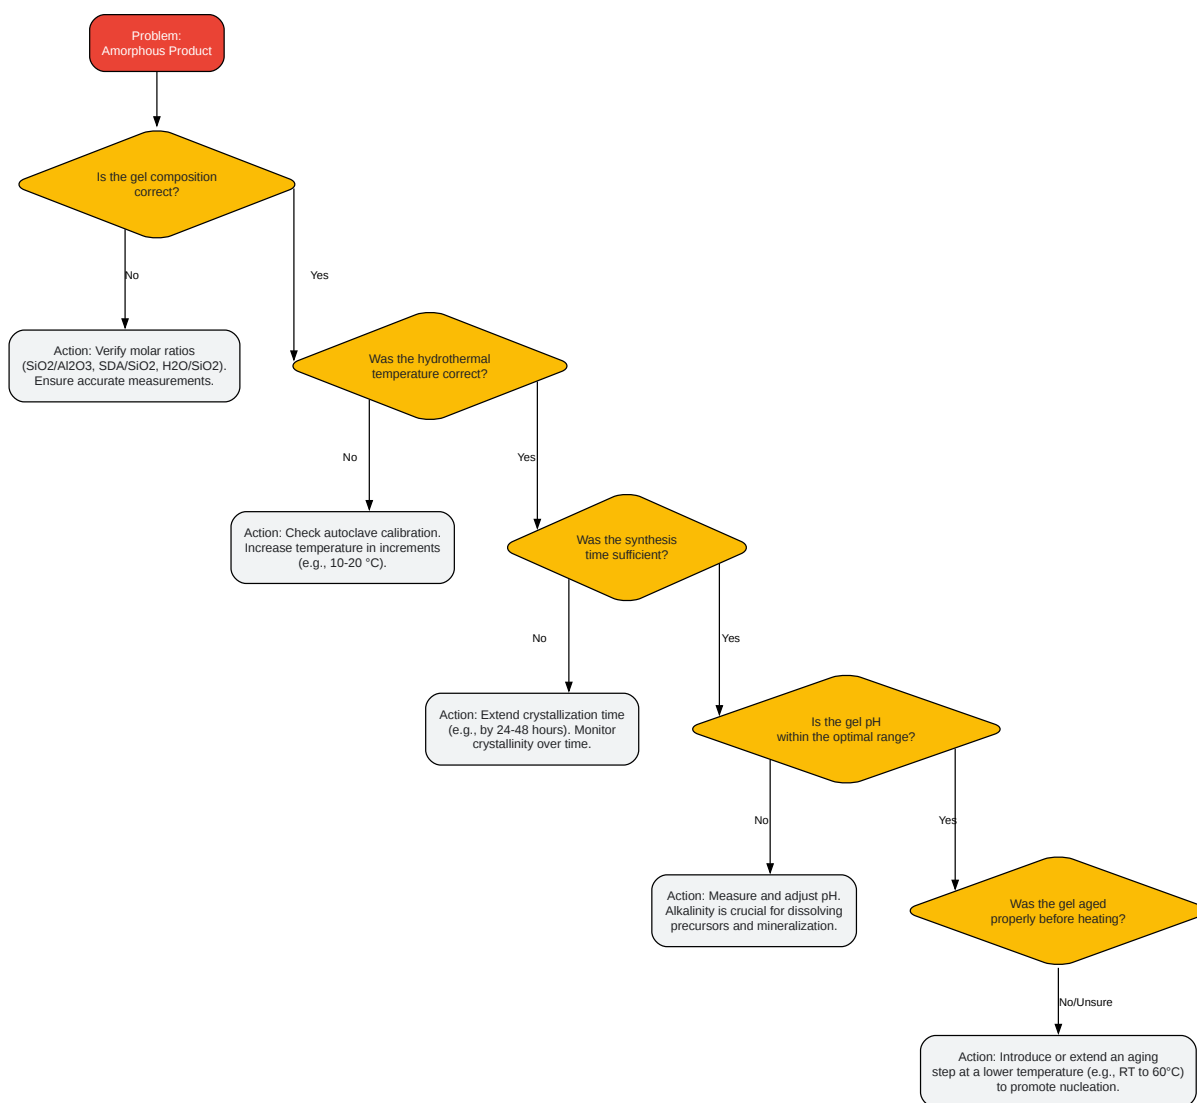 Problem:
Amorphous Product
Is the gel composition
correct?
No
Yes
Action: Verify molar ratios
(SiO2/Al2O3, SDA/SiO2, H2O/SiO2).
Ensure accurate measurements.
Was the hydrothermal
temperature correct?
No
Yes
Action: Check autoclave calibration.
Increase temperature in increments
(e.g., 10-20 °C).
Was the synthesis
time sufficient?
No
Yes
Action: Extend crystallization time
(e.g., by 24-48 hours). Monitor
crystallinity over time.
Is the gel pH
within the optimal range?
No
Yes
Action: Measure and adjust pH.
Alkalinity is crucial for dissolving
precursors and mineralization.
Was the gel aged
properly before heating?
No/Unsure
Action: Introduce or extend an aging
step at a lower temperature (e.g., RT to 60°C)
to promote nucleation.